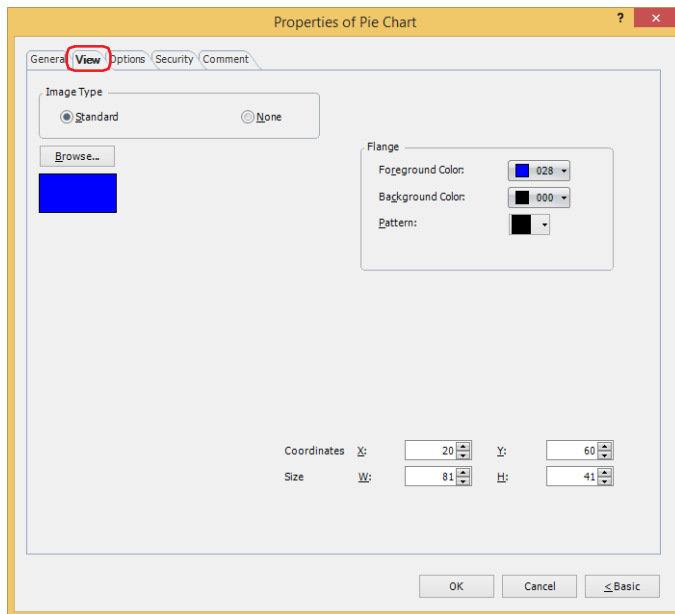 Properties of Pie Chart ? ×
General View Options Security Comment
Image Type
Standard None
Browse...
Flange
Foreground Color: 028
Background Color: 000
Pattern:
Coordinates X: 20 Y: 60
Size W: 81 H: 41
OK Cancel < Basic